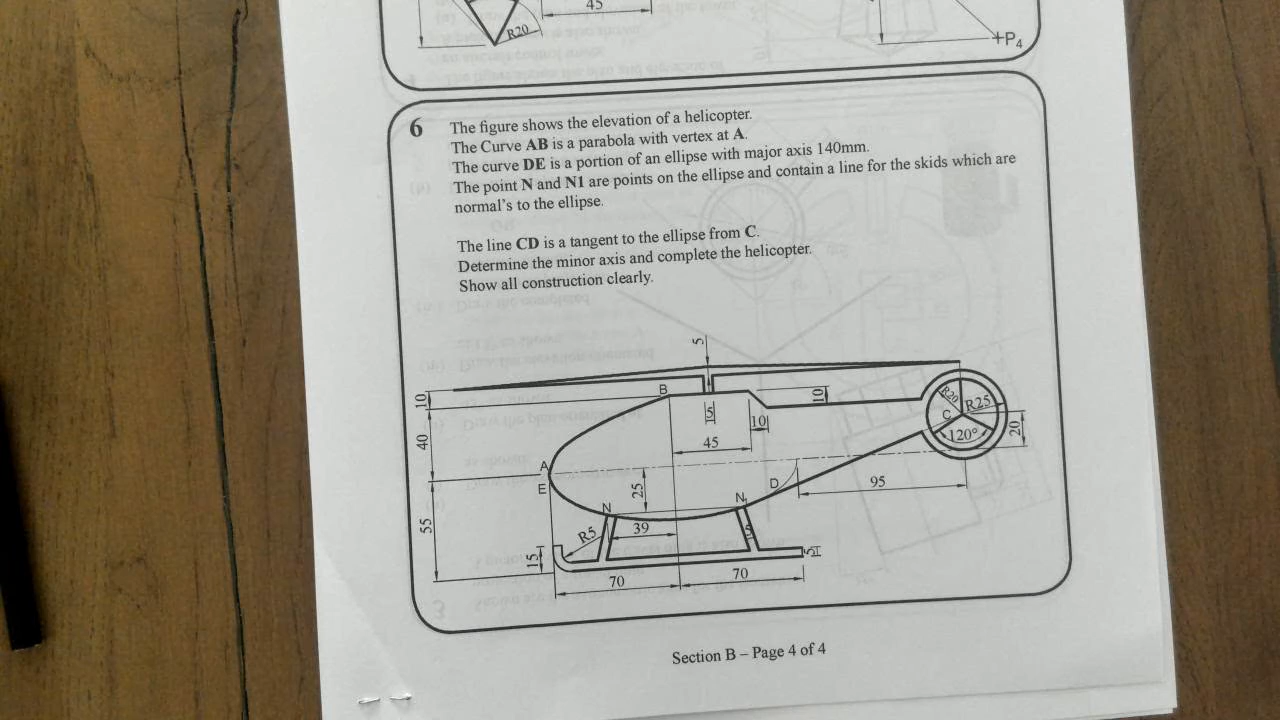 45
R20
+P4
6
The figure shows the elevation of a helicopter.
The Curve AB is a parabola with vertex at A.
The curve DE is a portion of an ellipse with major axis 140mm.
The point N and N1 are points on the ellipse and contain a line for the skids which are
normal's to the ellipse.
The line CD is a tangent to the ellipse from C.
Determine the minor axis and complete the helicopter.
Show all construction clearly.
5
10
B
5
10
10
R20
R25
C
120°
20
40
45
A
E
25
D
95
N
N
55
R5
39
5
15
5
70
70
Section B – Page 4 of 4